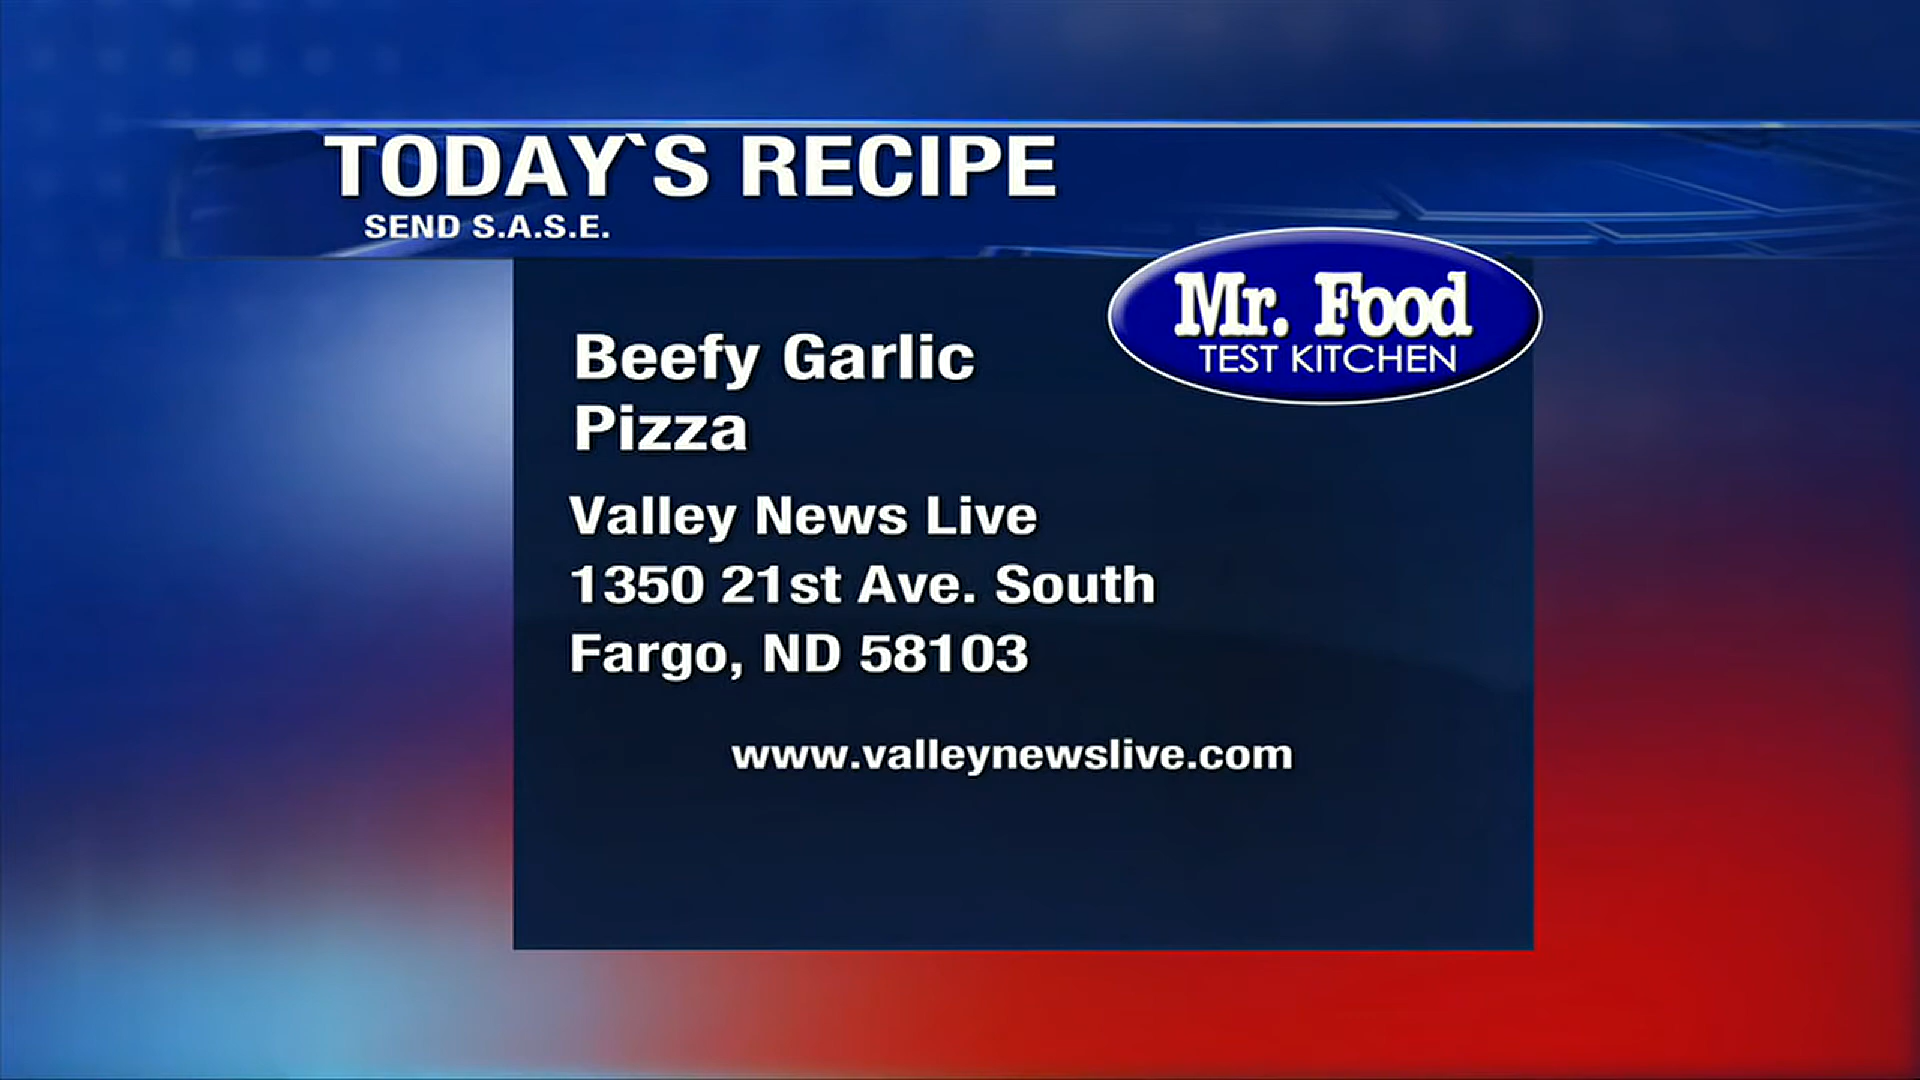 TODAY`S RECIPE
SEND S.A.S.E.
Mr. Food
TEST KITCHEN
Beefy Garlic
Pizza
Valley News Live
1350 21st Ave. South
Fargo, ND 58103
www.valleynewslive.com